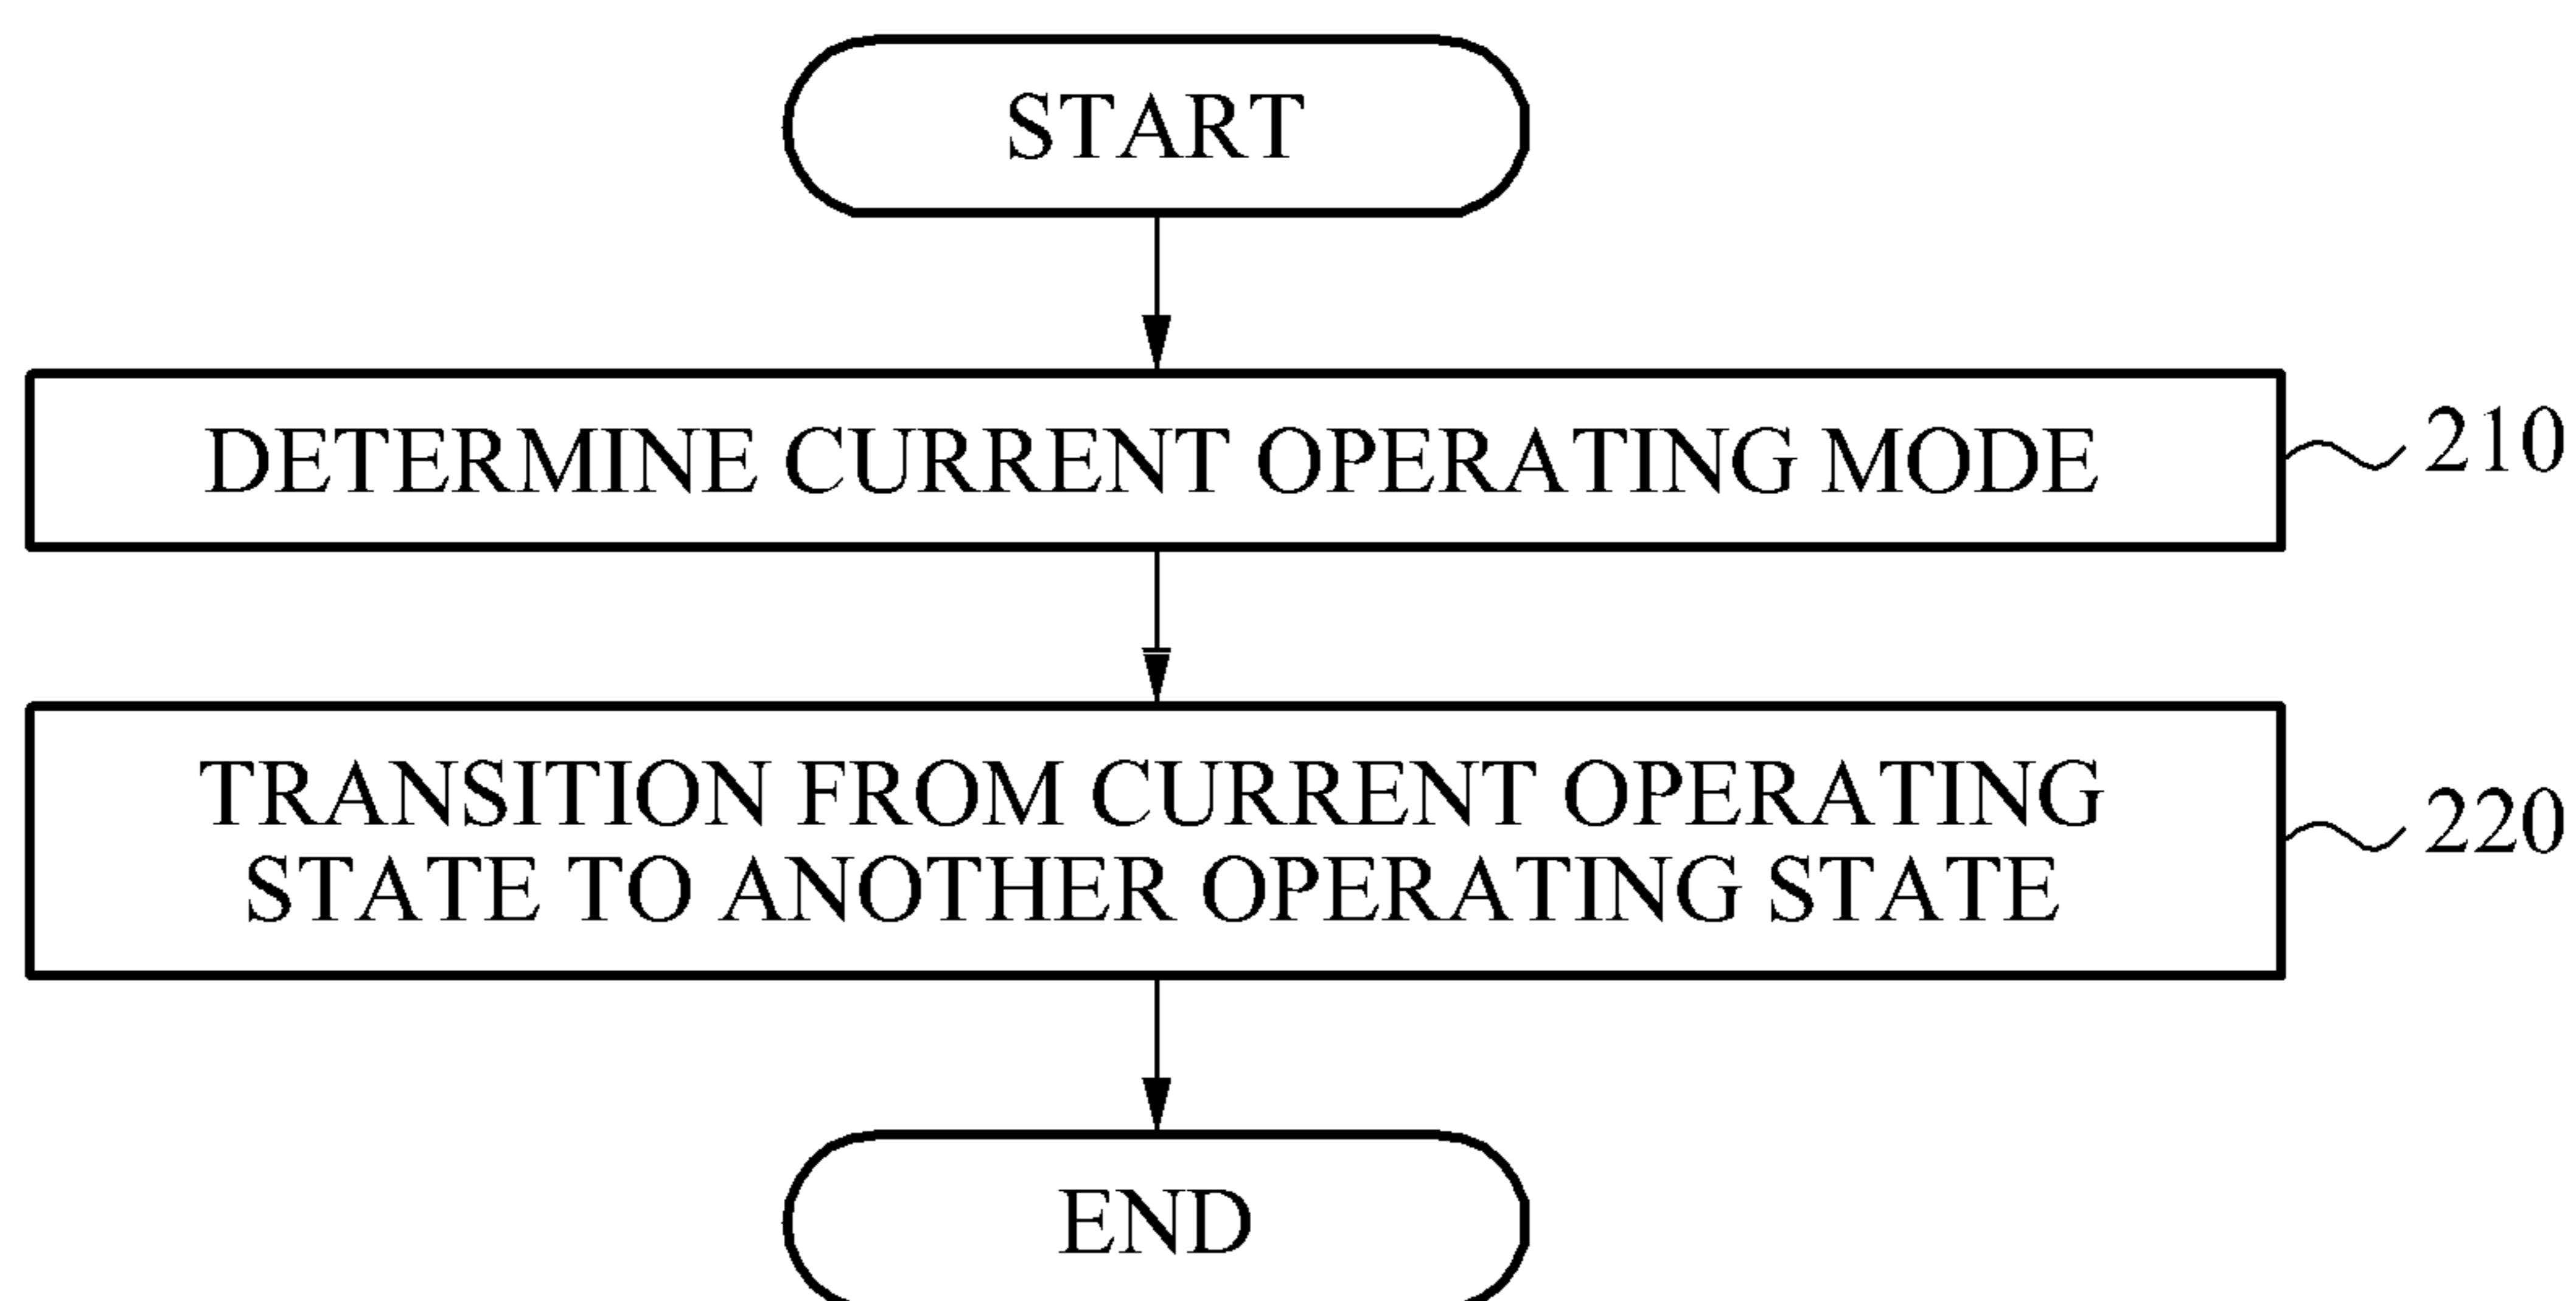 START
DETERMINE CURRENT OPERATING MODE
210
TRANSITION FROM CURRENT OPERATING
STATE TO ANOTHER OPERATING STATE
220
END